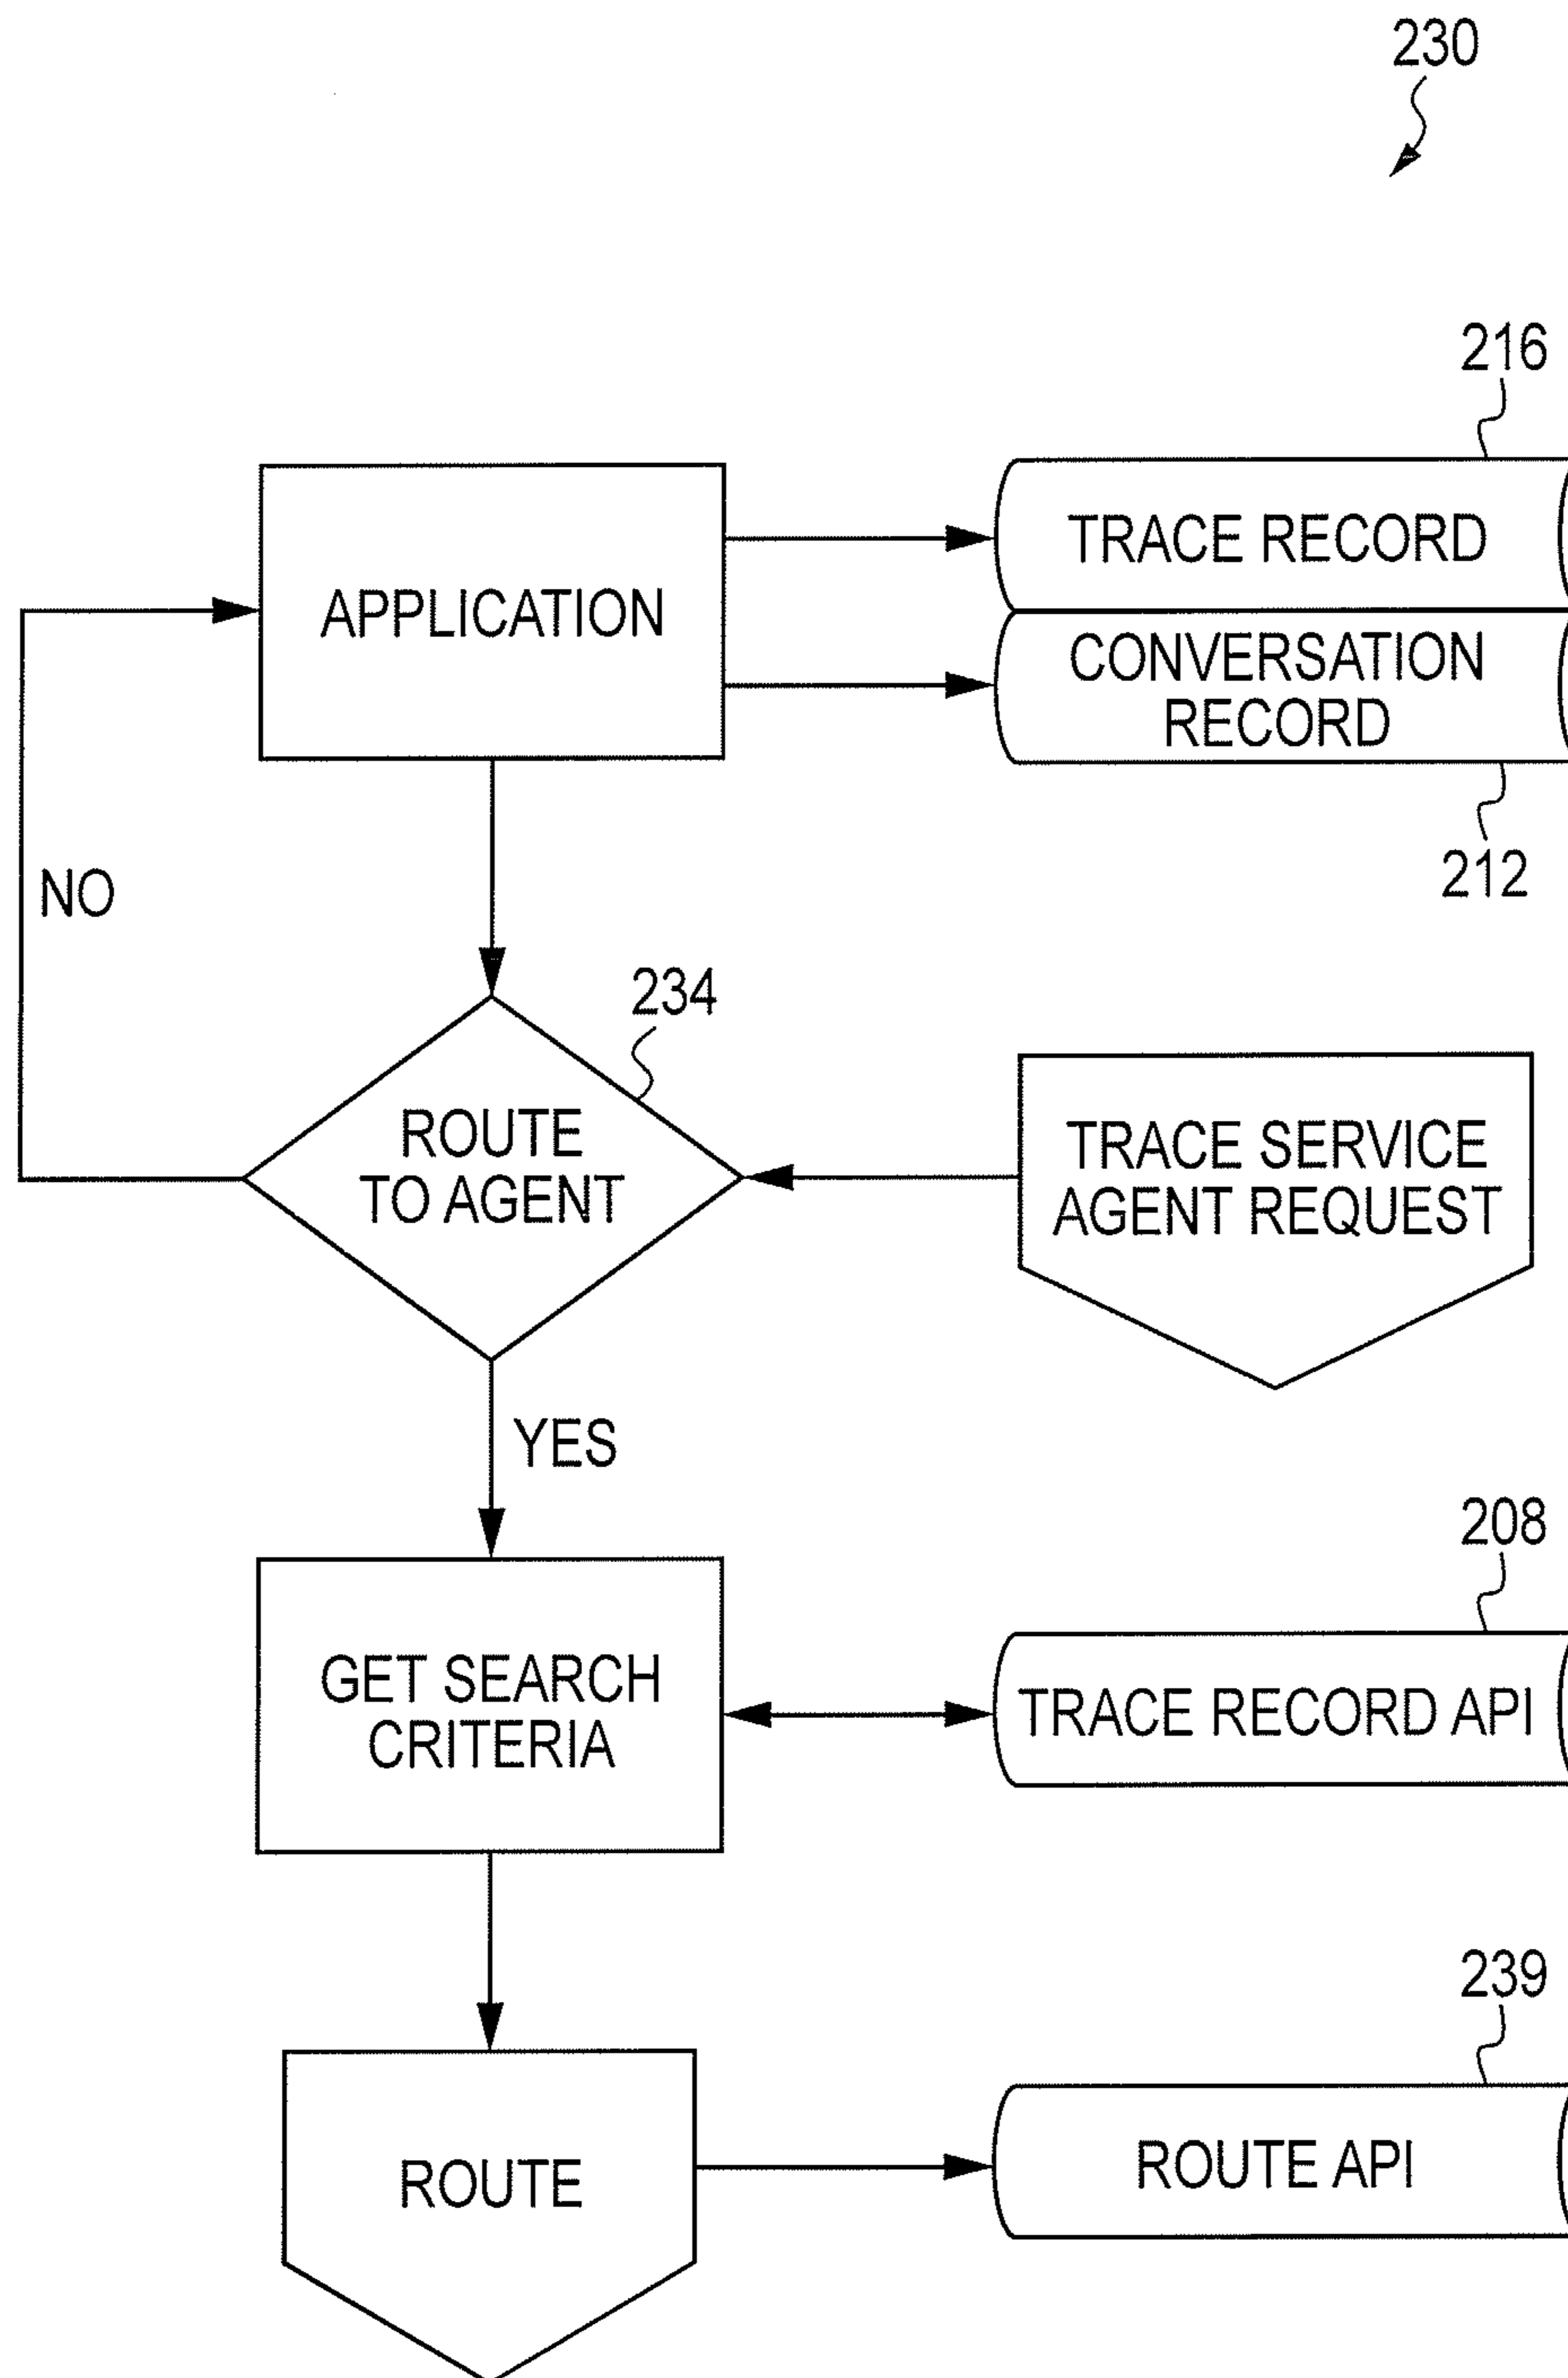 230
216
TRACE RECORD
APPLICATION
CONVERSATION
RECORD
212
NO
234
ROUTE
TO AGENT
TRACE SERVICE
AGENT REQUEST
YES
208
GET SEARCH
CRITERIA
TRACE RECORD API
239
ROUTE
ROUTE API